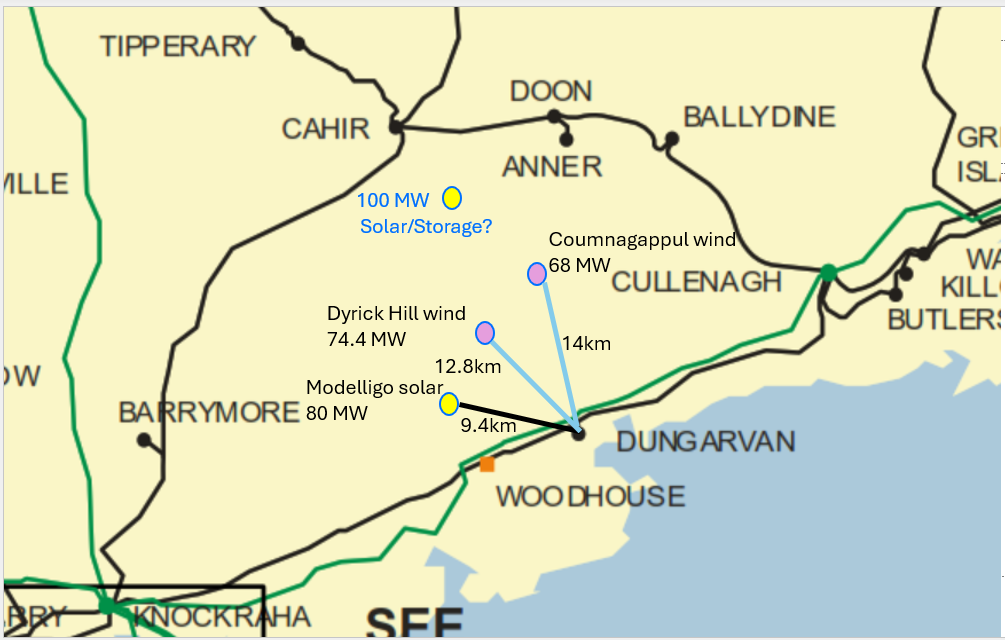 TIPPERARY
DOON
BALLYDINE
CAHIR
ANNER
GRI
ISL
VILLE
100 MW
Solar/Storage?
Coumnagappul wind
68 MW
CULLENAGH
WA
KILL
BUTLERS
Dyrick Hill wind
74.4 MW
14km
12.8km
OW
Modelligo solar
80 MW
BARRYMORE
9.4km
DUNGARVAN
WOODHOUSE
RRY
KNOCKRAHA
SEE